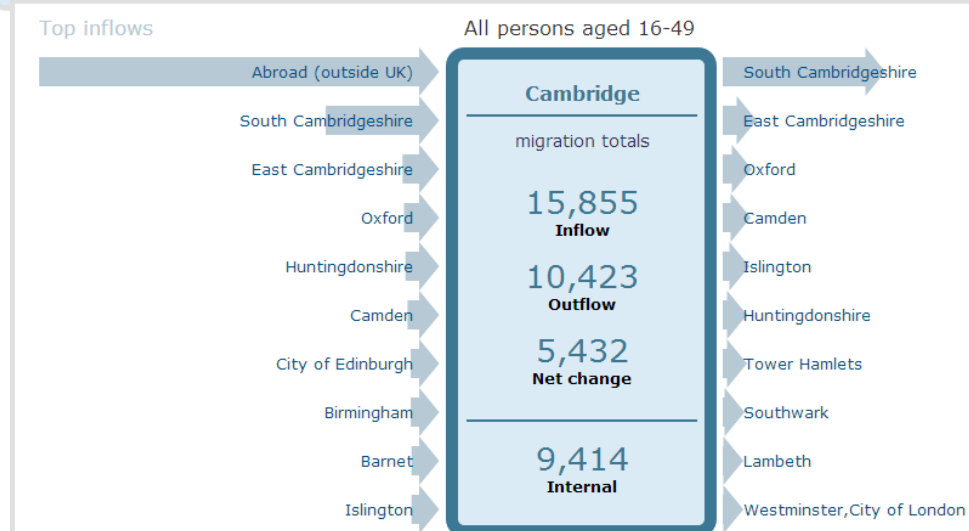 Top inflows
All persons aged 16-49
Abroad (outside UK)
South Cambridgeshire
East Cambridgeshire
Oxford
Huntingdonshire
Camden
City of Edinburgh
Birmingham
Barnet
Islington
Cambridge
migration totals
15,855
Inflow
10,423
Outflow
5,432
Net change
9,414
Internal
South Cambridgeshire
East Cambridgeshire
Oxford
Camden
Islington
Huntingdonshire
Tower Hamlets
Southwark
Lambeth
Westminster,City of London